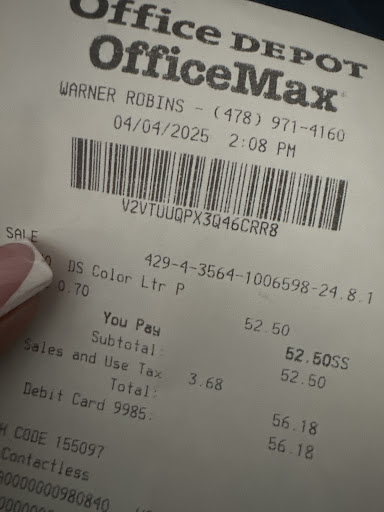 Office DEPOT
OfficeMax
WARNER ROBINS - (478) 971-4160
04/04/2025 2:08 PM
V2VTUUQPX3Q46CRR8
SALE
429-4-3564-1006598-24.8.1
DS Color Ltr P
0.70 52.50
You Pay 52.50SS
Subtotal: 52.50
Sales and Use Tax 3.68
Total: 56.18
Debit Card 9985: 56.18
CODE 155097
Contactless